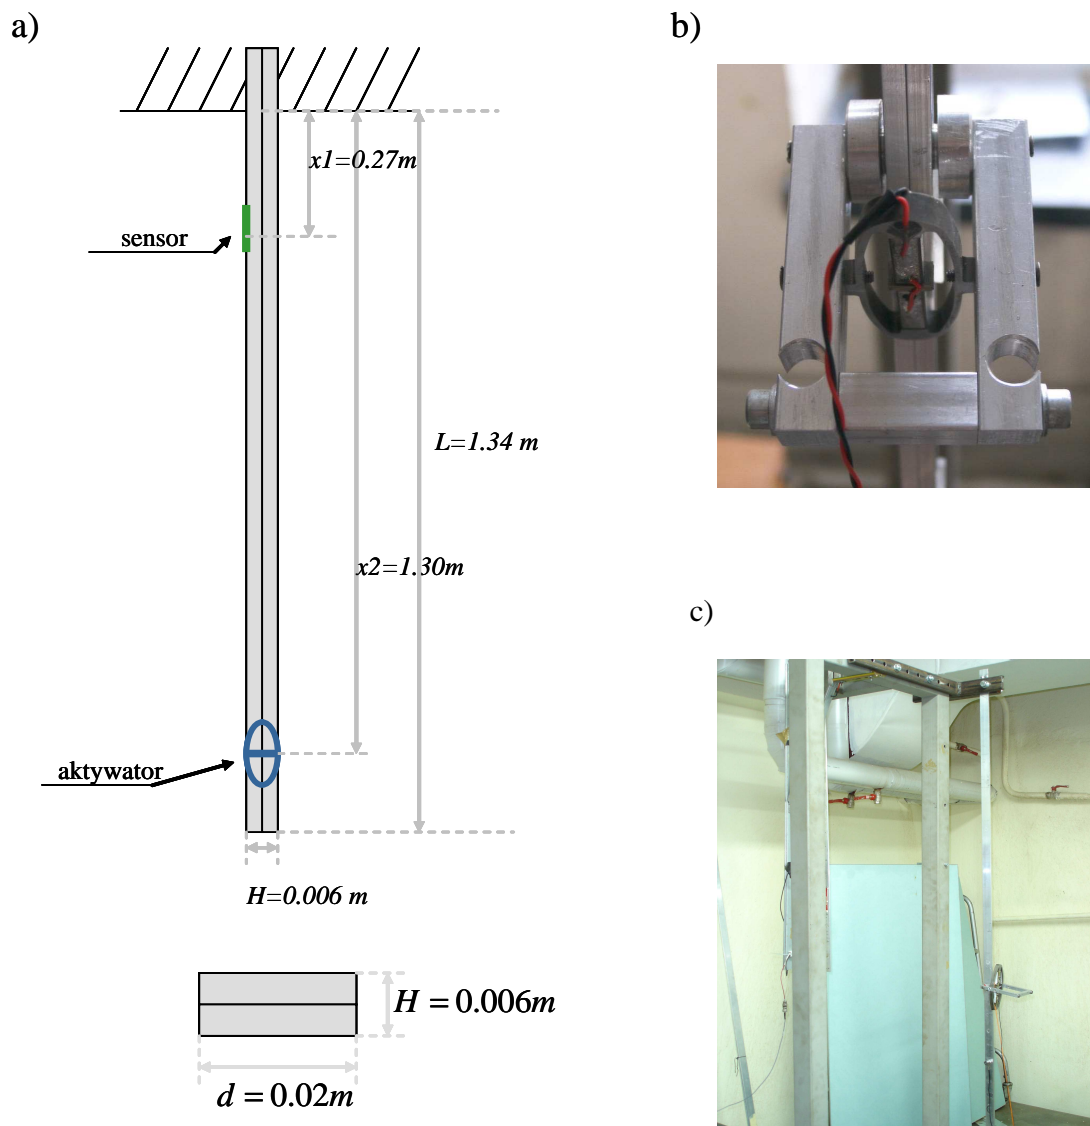 a)
x1=0.27m
sensor
L=1.34 m
x2=1.30m
aktywator
H=0.006 m
H = 0.006m
d = 0.02m
b)
c)